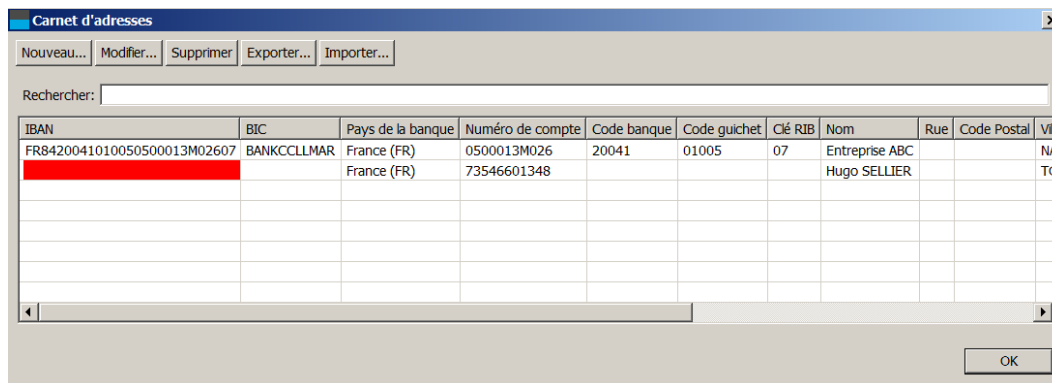 Carnet d'adresses
Nouveau... Modifier... Supprimer Exporter... Importer...
Rechercher:
IBAN BIC Pays de la banque Numéro de compte Code banque Code guichet Clé RIB Nom Rue Code Postal
FR8420041010050500013M02607 BANKCCLLMAR France (FR) 0500013M026 20041 01005 07 Entreprise ABC
France (FR) 73546601348 Hugo SELLIER
OK